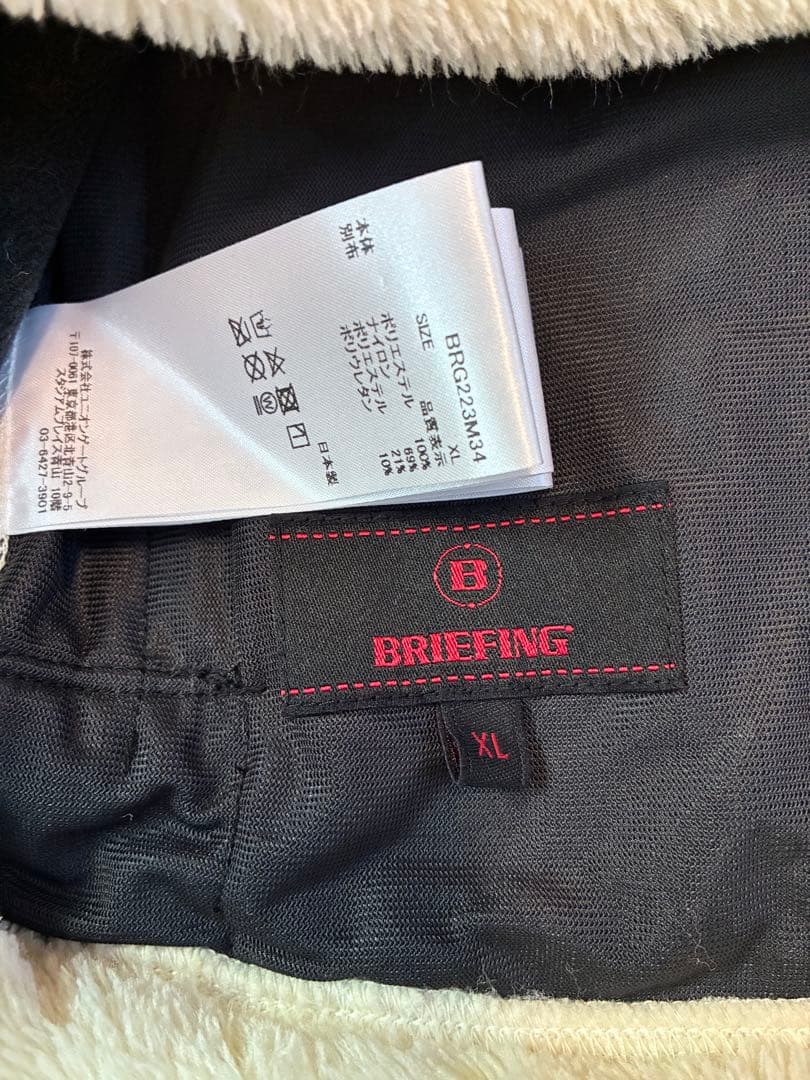 BRG223M34
SIZE XL
品質表示
本体 ポリエステル 100%
別布 ナイロン 69%
ポリエステル 21%
ポリウレタン 10%
日本製
株式会社ユニオンゲートグループ
〒107-0061 東京都港区北青山2-9-5
スタジアムプレイス青山 10階
03-6427-3901
B
BRIEFING
XL